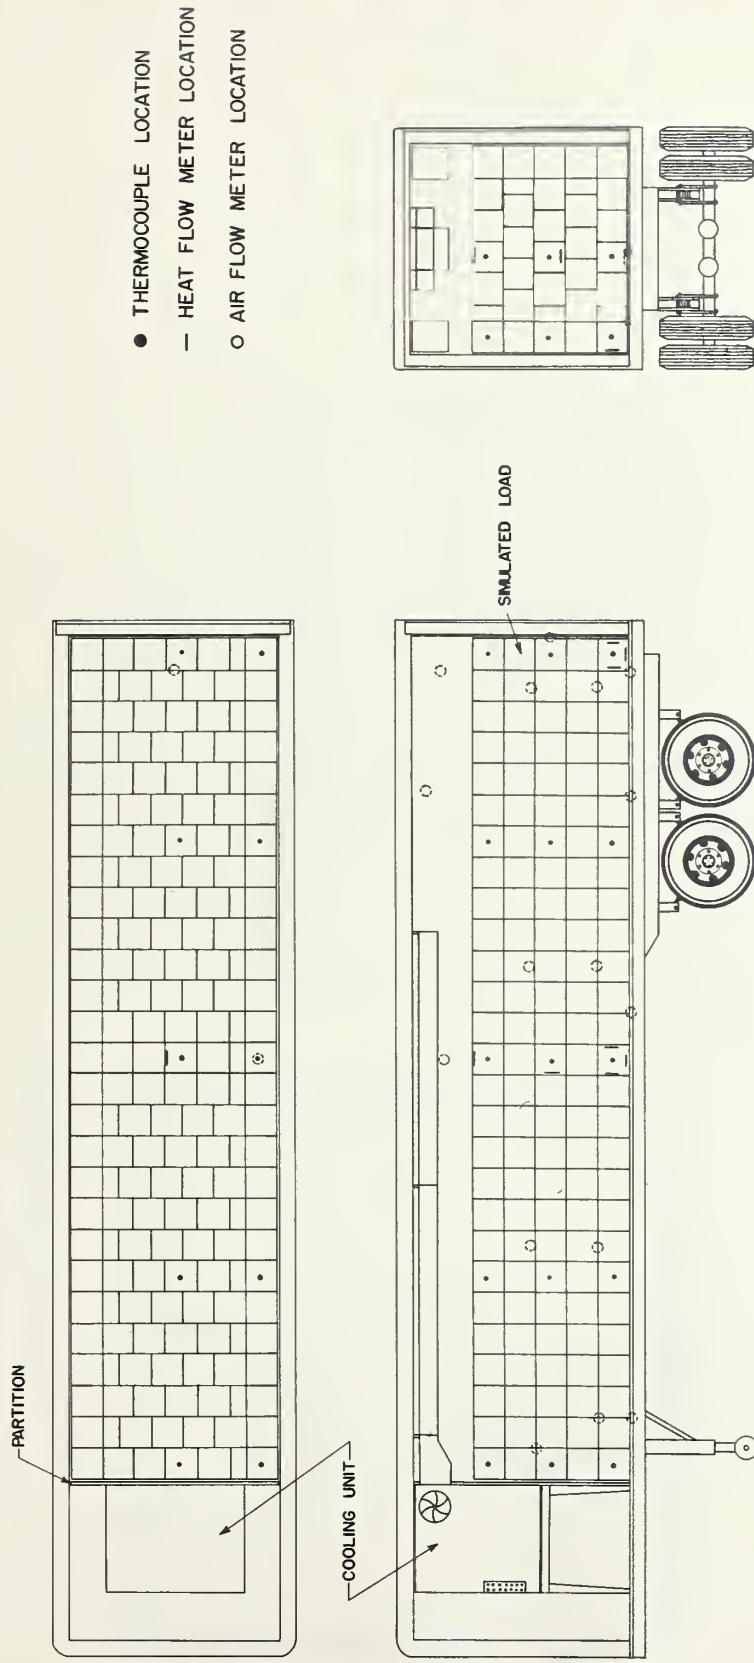 ● THERMOCOUPLE LOCATION
— HEAT FLOW METER LOCATION
○ AIR FLOW METER LOCATION
PARTITION
COOLING UNIT
SIMULATED LOAD